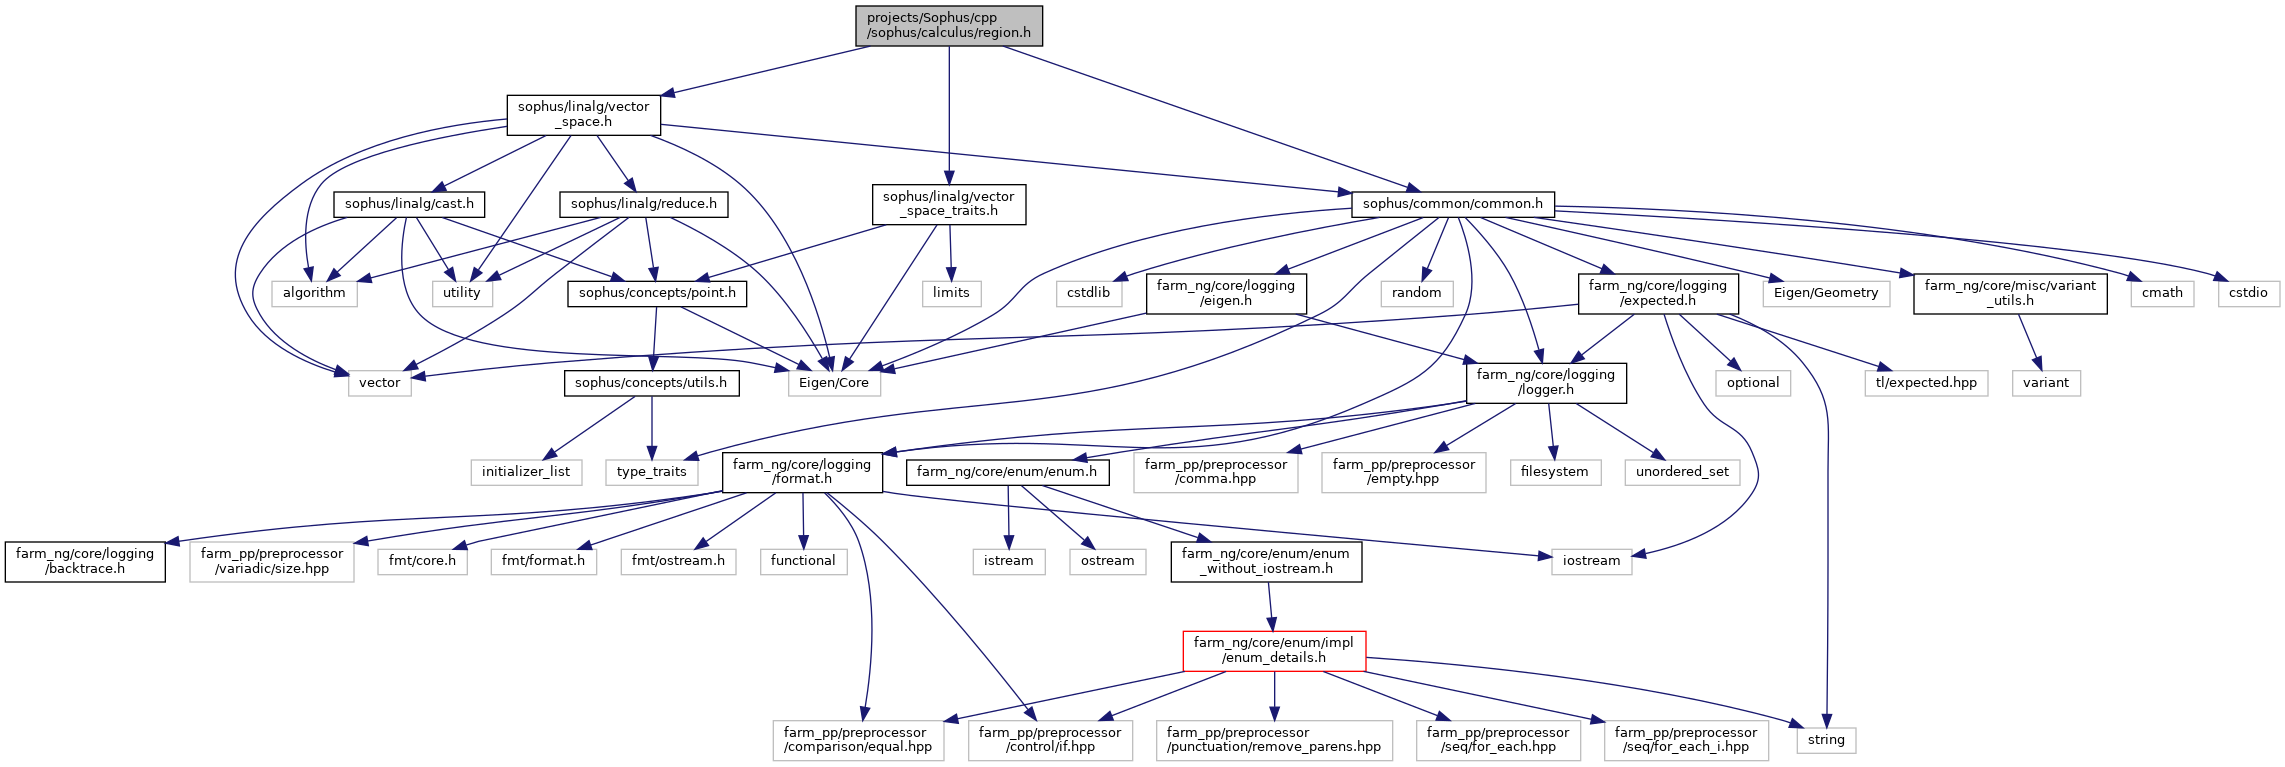 projects/Sophus/cpp
/sophus/calculus/region.h
sophus/linalg/vector
_space.h
sophus/linalg/cast.h
sophus/linalg/reduce.h
sophus/linalg/vector
_space_traits.h
sophus/common/common.h
algorithm
utility
sophus/concepts/point.h
limits
cstdlib
farm_ng/core/logging
/eigen.h
random
farm_ng/core/logging
/expected.h
Eigen/Geometry
farm_ng/core/misc/variant
_utils.h
cmath
cstdio
vector
sophus/concepts/utils.h
Eigen/Core
farm_ng/core/logging
/logger.h
optional
tl/expected.hpp
variant
initializer_list
type_traits
farm_ng/core/logging
/format.h
farm_ng/core/enum/enum.h
farm_pp/preprocessor
/comma.hpp
farm_pp/preprocessor
/empty.hpp
filesystem
unordered_set
farm_ng/core/logging
/backtrace.h
farm_pp/preprocessor
/variadic/size.hpp
fmt/core.h
fmt/format.h
fmt/ostream.h
functional
istream
ostream
farm_ng/core/enum/enum
_without_iostream.h
iostream
farm_ng/core/enum/impl
/enum_details.h
farm_pp/preprocessor
/comparison/equal.hpp
farm_pp/preprocessor
/control/if.hpp
farm_pp/preprocessor
/punctuation/remove_parens.hpp
farm_pp/preprocessor
/seq/for_each.hpp
farm_pp/preprocessor
/seq/for_each_i.hpp
string